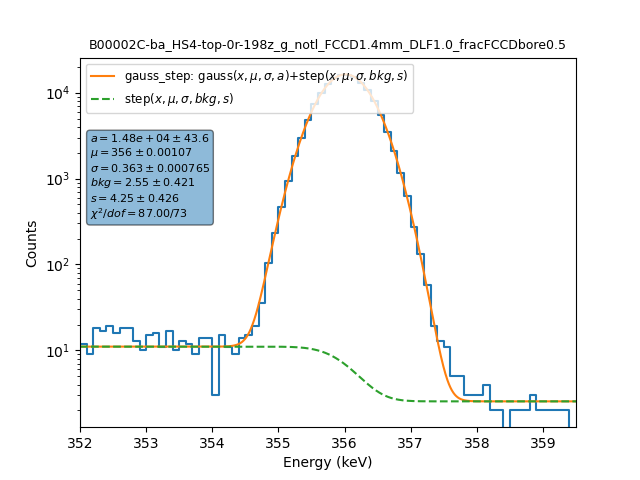 B00002C-ba_HS4-top-0r-198z_g_notl_FCCD1.4mm_DLF1.0_fracFCCDbore0.5
gauss_step: gauss(x, μ, σ, a)+step(x, μ, σ, bkg, s)
step(x, μ, σ, bkg, s)
a = 1.48e + 04 ± 43.6
μ = 356 ± 0.00107
σ = 0.363 ± 0.000765
bkg = 2.55 ± 0.421
s = 4.25 ± 0.426
χ²/dof = 87.00/73
Counts
10⁴
10³
10²
10¹
352 353 354 355 356 357 358 359
Energy (keV)